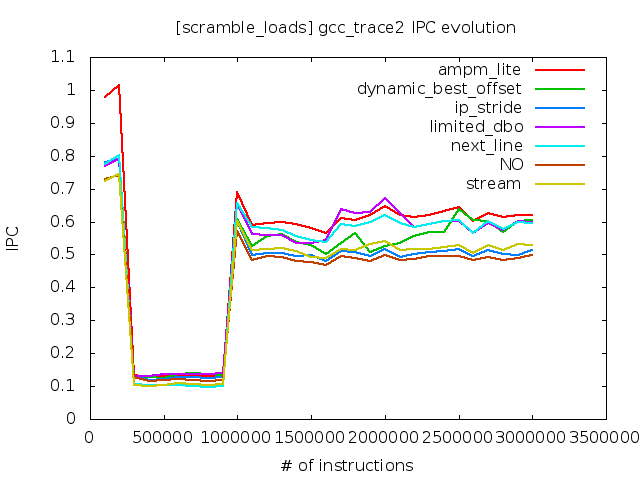 [scramble_loads] gcc_trace2 IPC evolution
1.1
1
0.9
0.8
0.7
0.6
0.5
0.4
0.3
0.2
0.1
0
IPC
ampm_lite
dynamic_best_offset
ip_stride
limited_dbo
next_line
NO
stream
0 500000 1000000 1500000 2000000 2500000 3000000 3500000
# of instructions